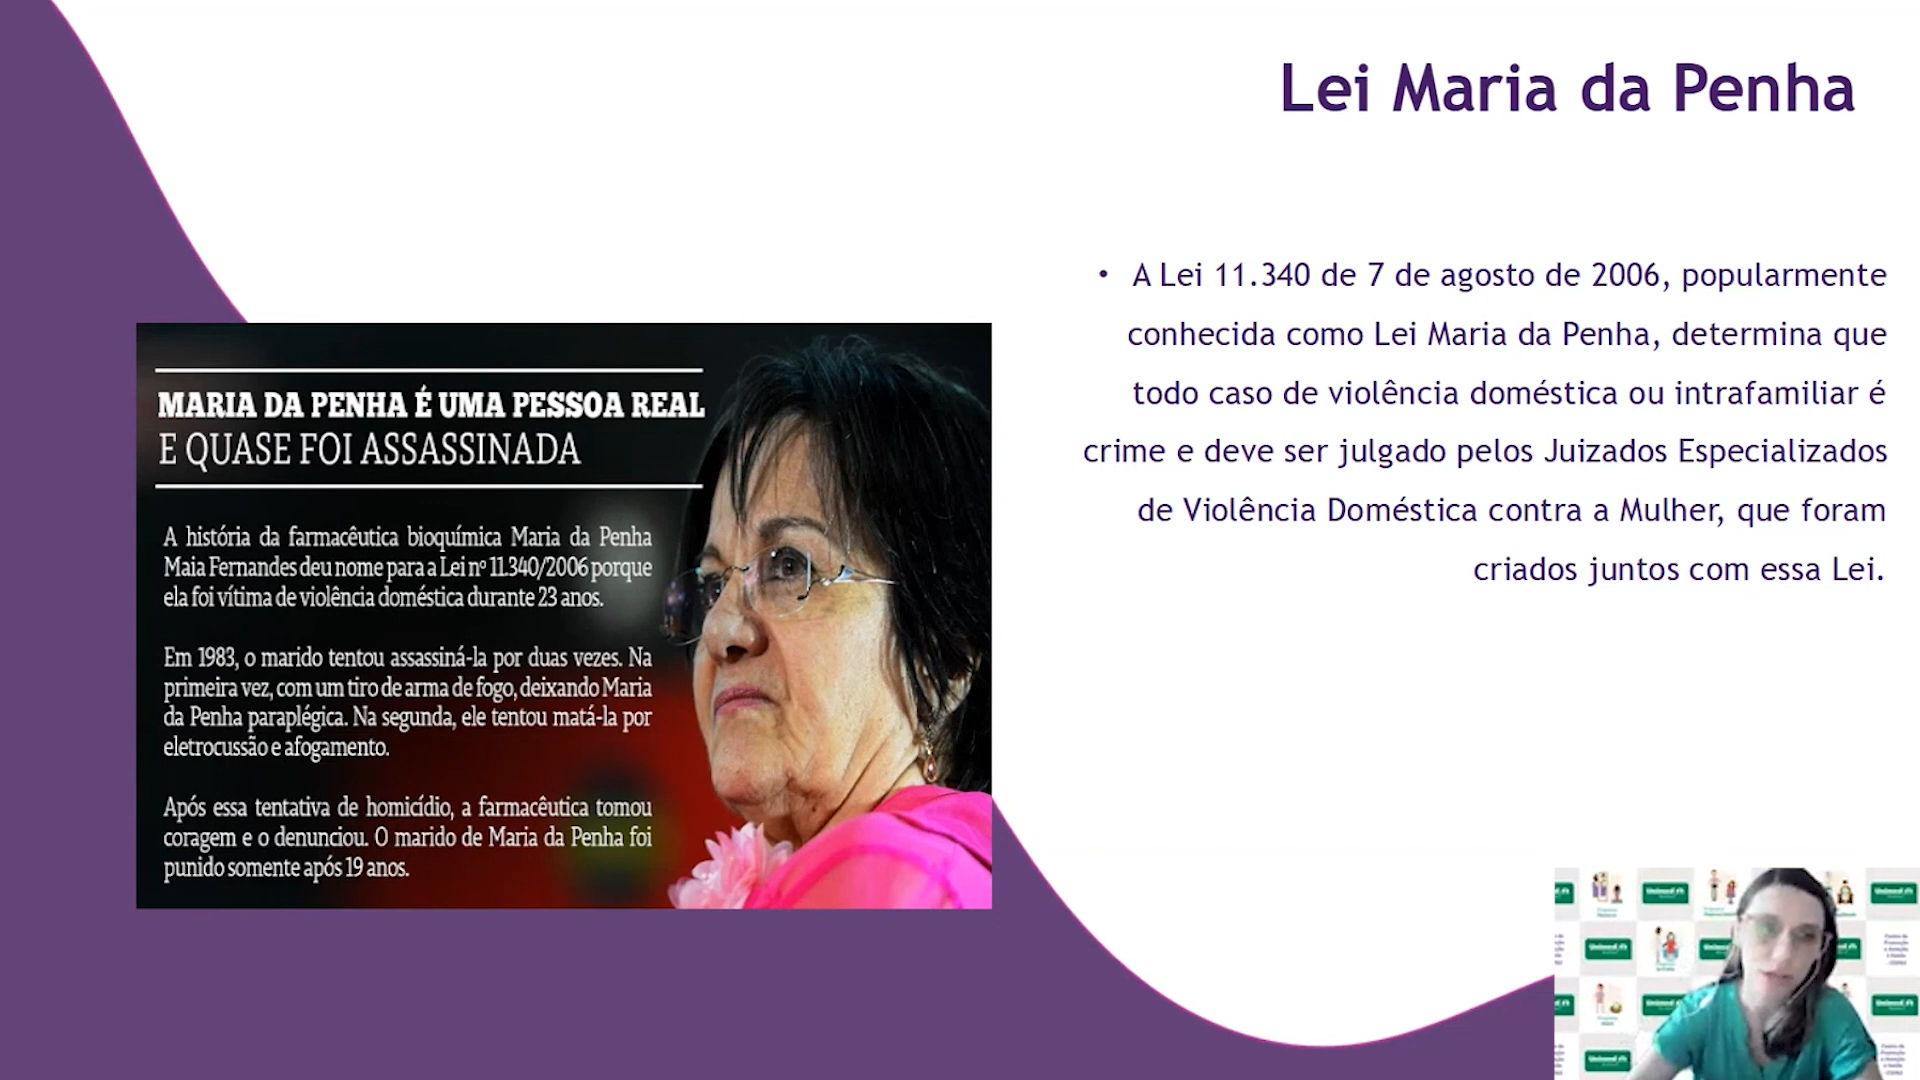 Lei Maria da Penha
• A Lei 11.340 de 7 de agosto de 2006, popularmente
conhecida como Lei Maria da Penha, determina que
todo caso de violência doméstica ou intrafamiliar é
crime e deve ser julgado pelos Juizados Especializados
de Violência Doméstica contra a Mulher, que foram
criados juntos com essa Lei.
MARIA DA PENHA É UMA PESSOA REAL
E QUASE FOI ASSASSINADA
A história da farmacêutica bioquímica Maria da Penha
Maia Fernandes deu nome para a Lei nº 11.340/2006 porque
ela foi vítima de violência doméstica durante 23 anos.
Em 1983, o marido tentou assassiná-la por duas vezes. Na
primeira vez, com um tiro de arma de fogo, deixando Maria
da Penha paraplégica. Na segunda, ele tentou matá-la por
eletrocussão e afogamento.
Após essa tentativa de homicídio, a farmacêutica tomou
coragem e o denunciou. O marido de Maria da Penha foi
punido somente após 19 anos.